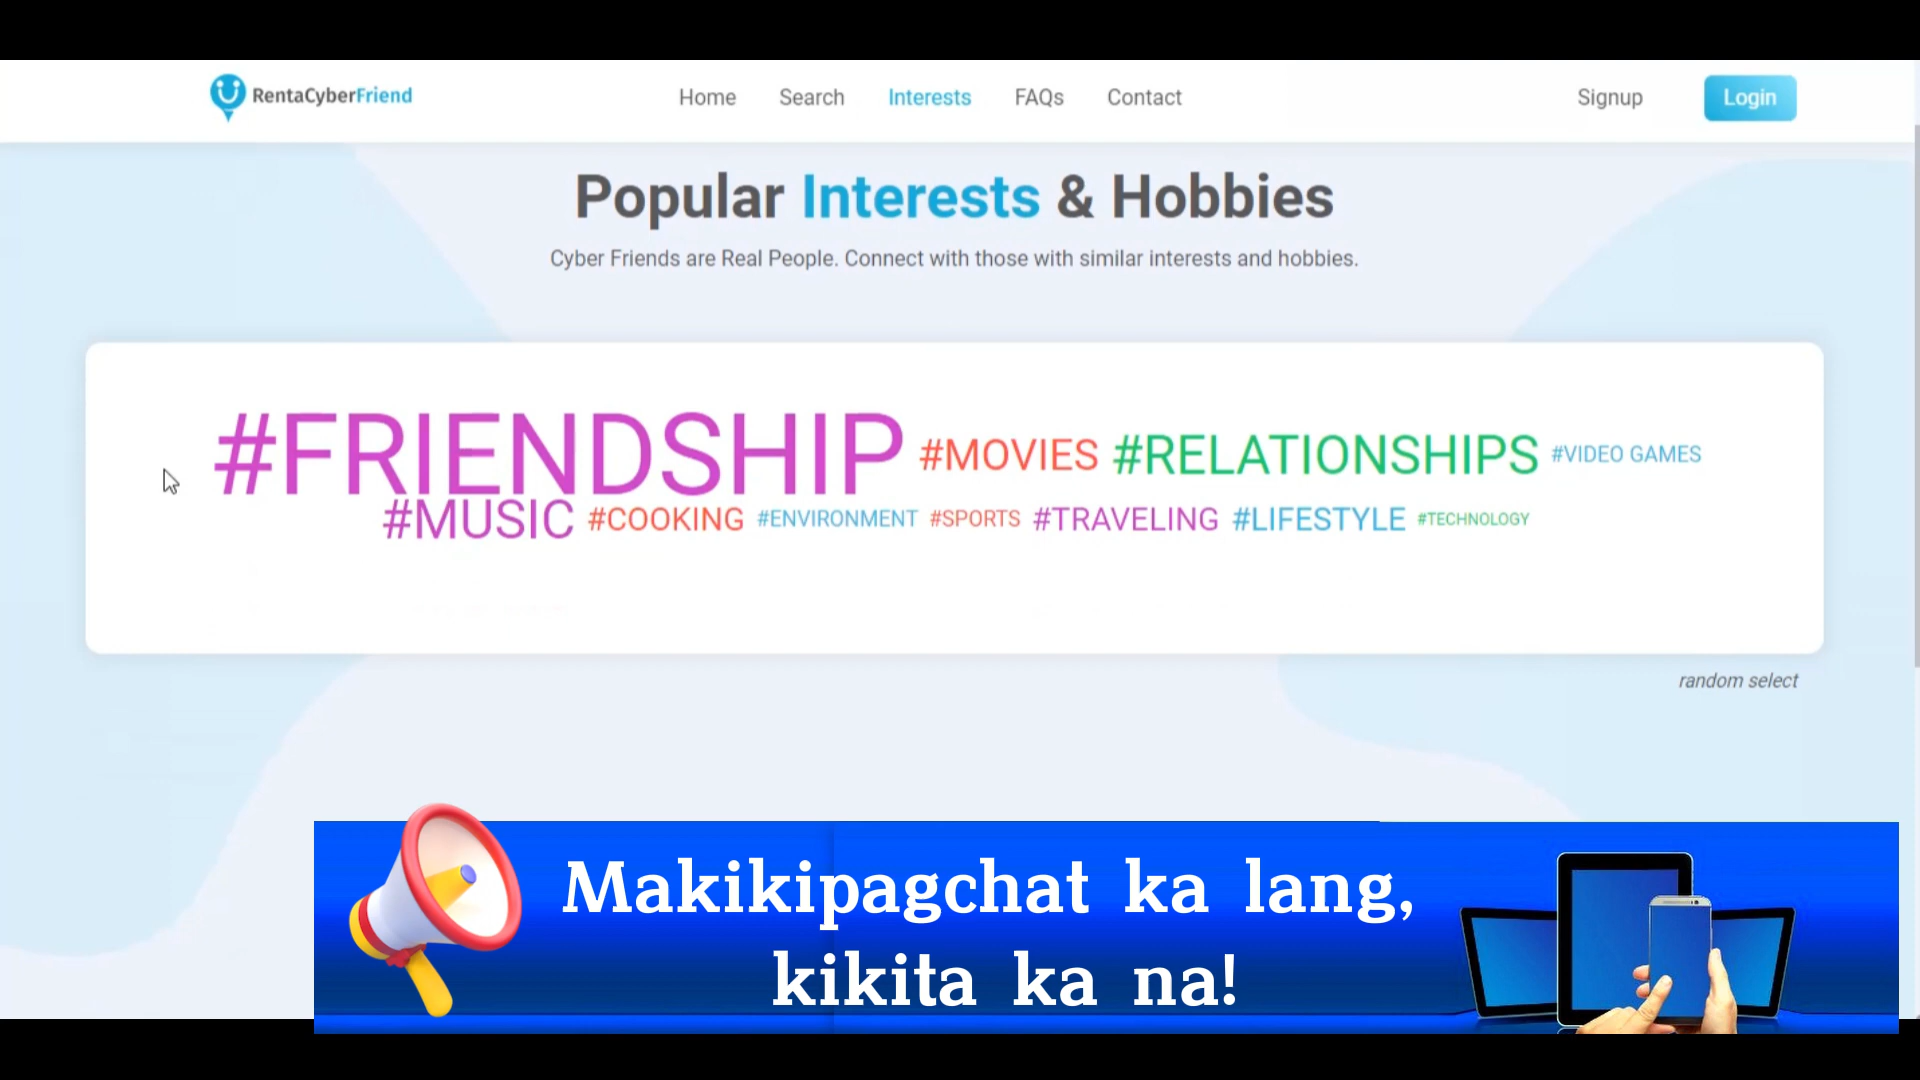 RentaCyberFriend
Home Search Interests FAQs Contact
Signup Login
Popular Interests & Hobbies
Cyber Friends are Real People. Connect with those with similar interests and hobbies.
#FRIENDSHIP #MOVIES #RELATIONSHIPS #VIDEO GAMES
#MUSIC #COOKING #ENVIRONMENT #SPORTS #TRAVELING #LIFESTYLE #TECHNOLOGY
random select
Makikipagchat ka lang,
kikita ka na!